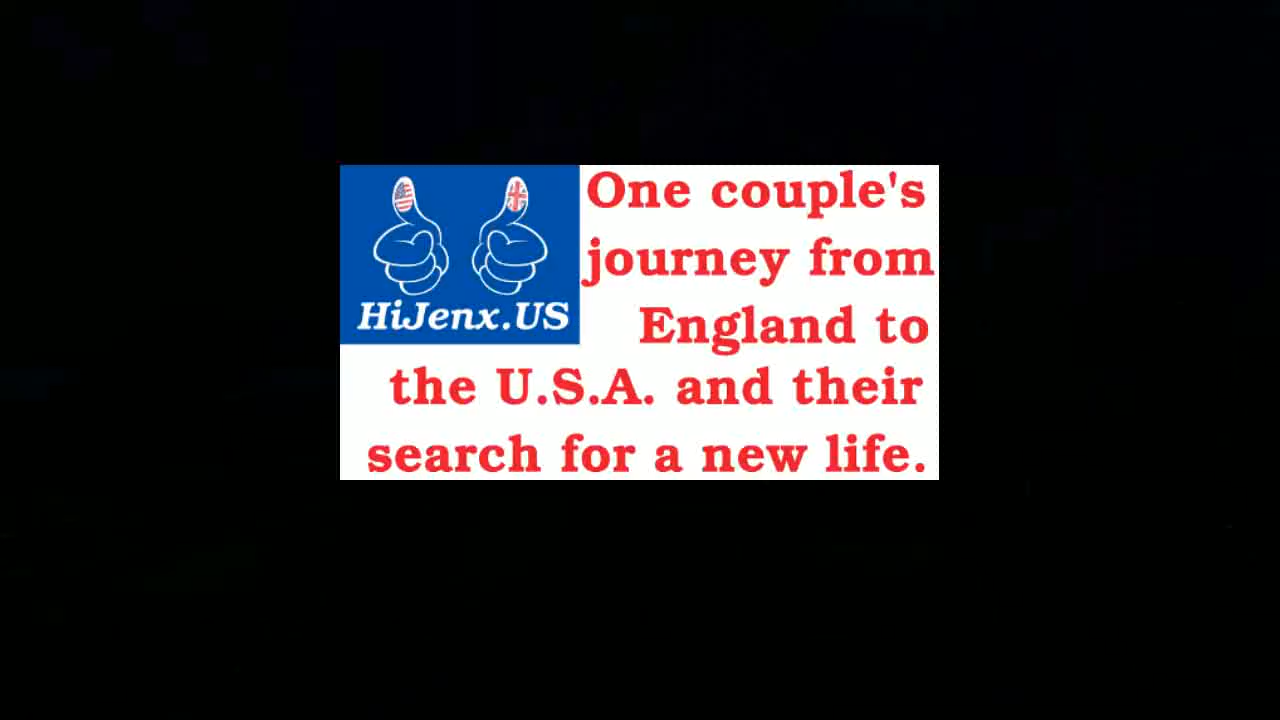 One couple's
journey from
HiJenx.US
England to
the U.S.A. and their
search for a new life.